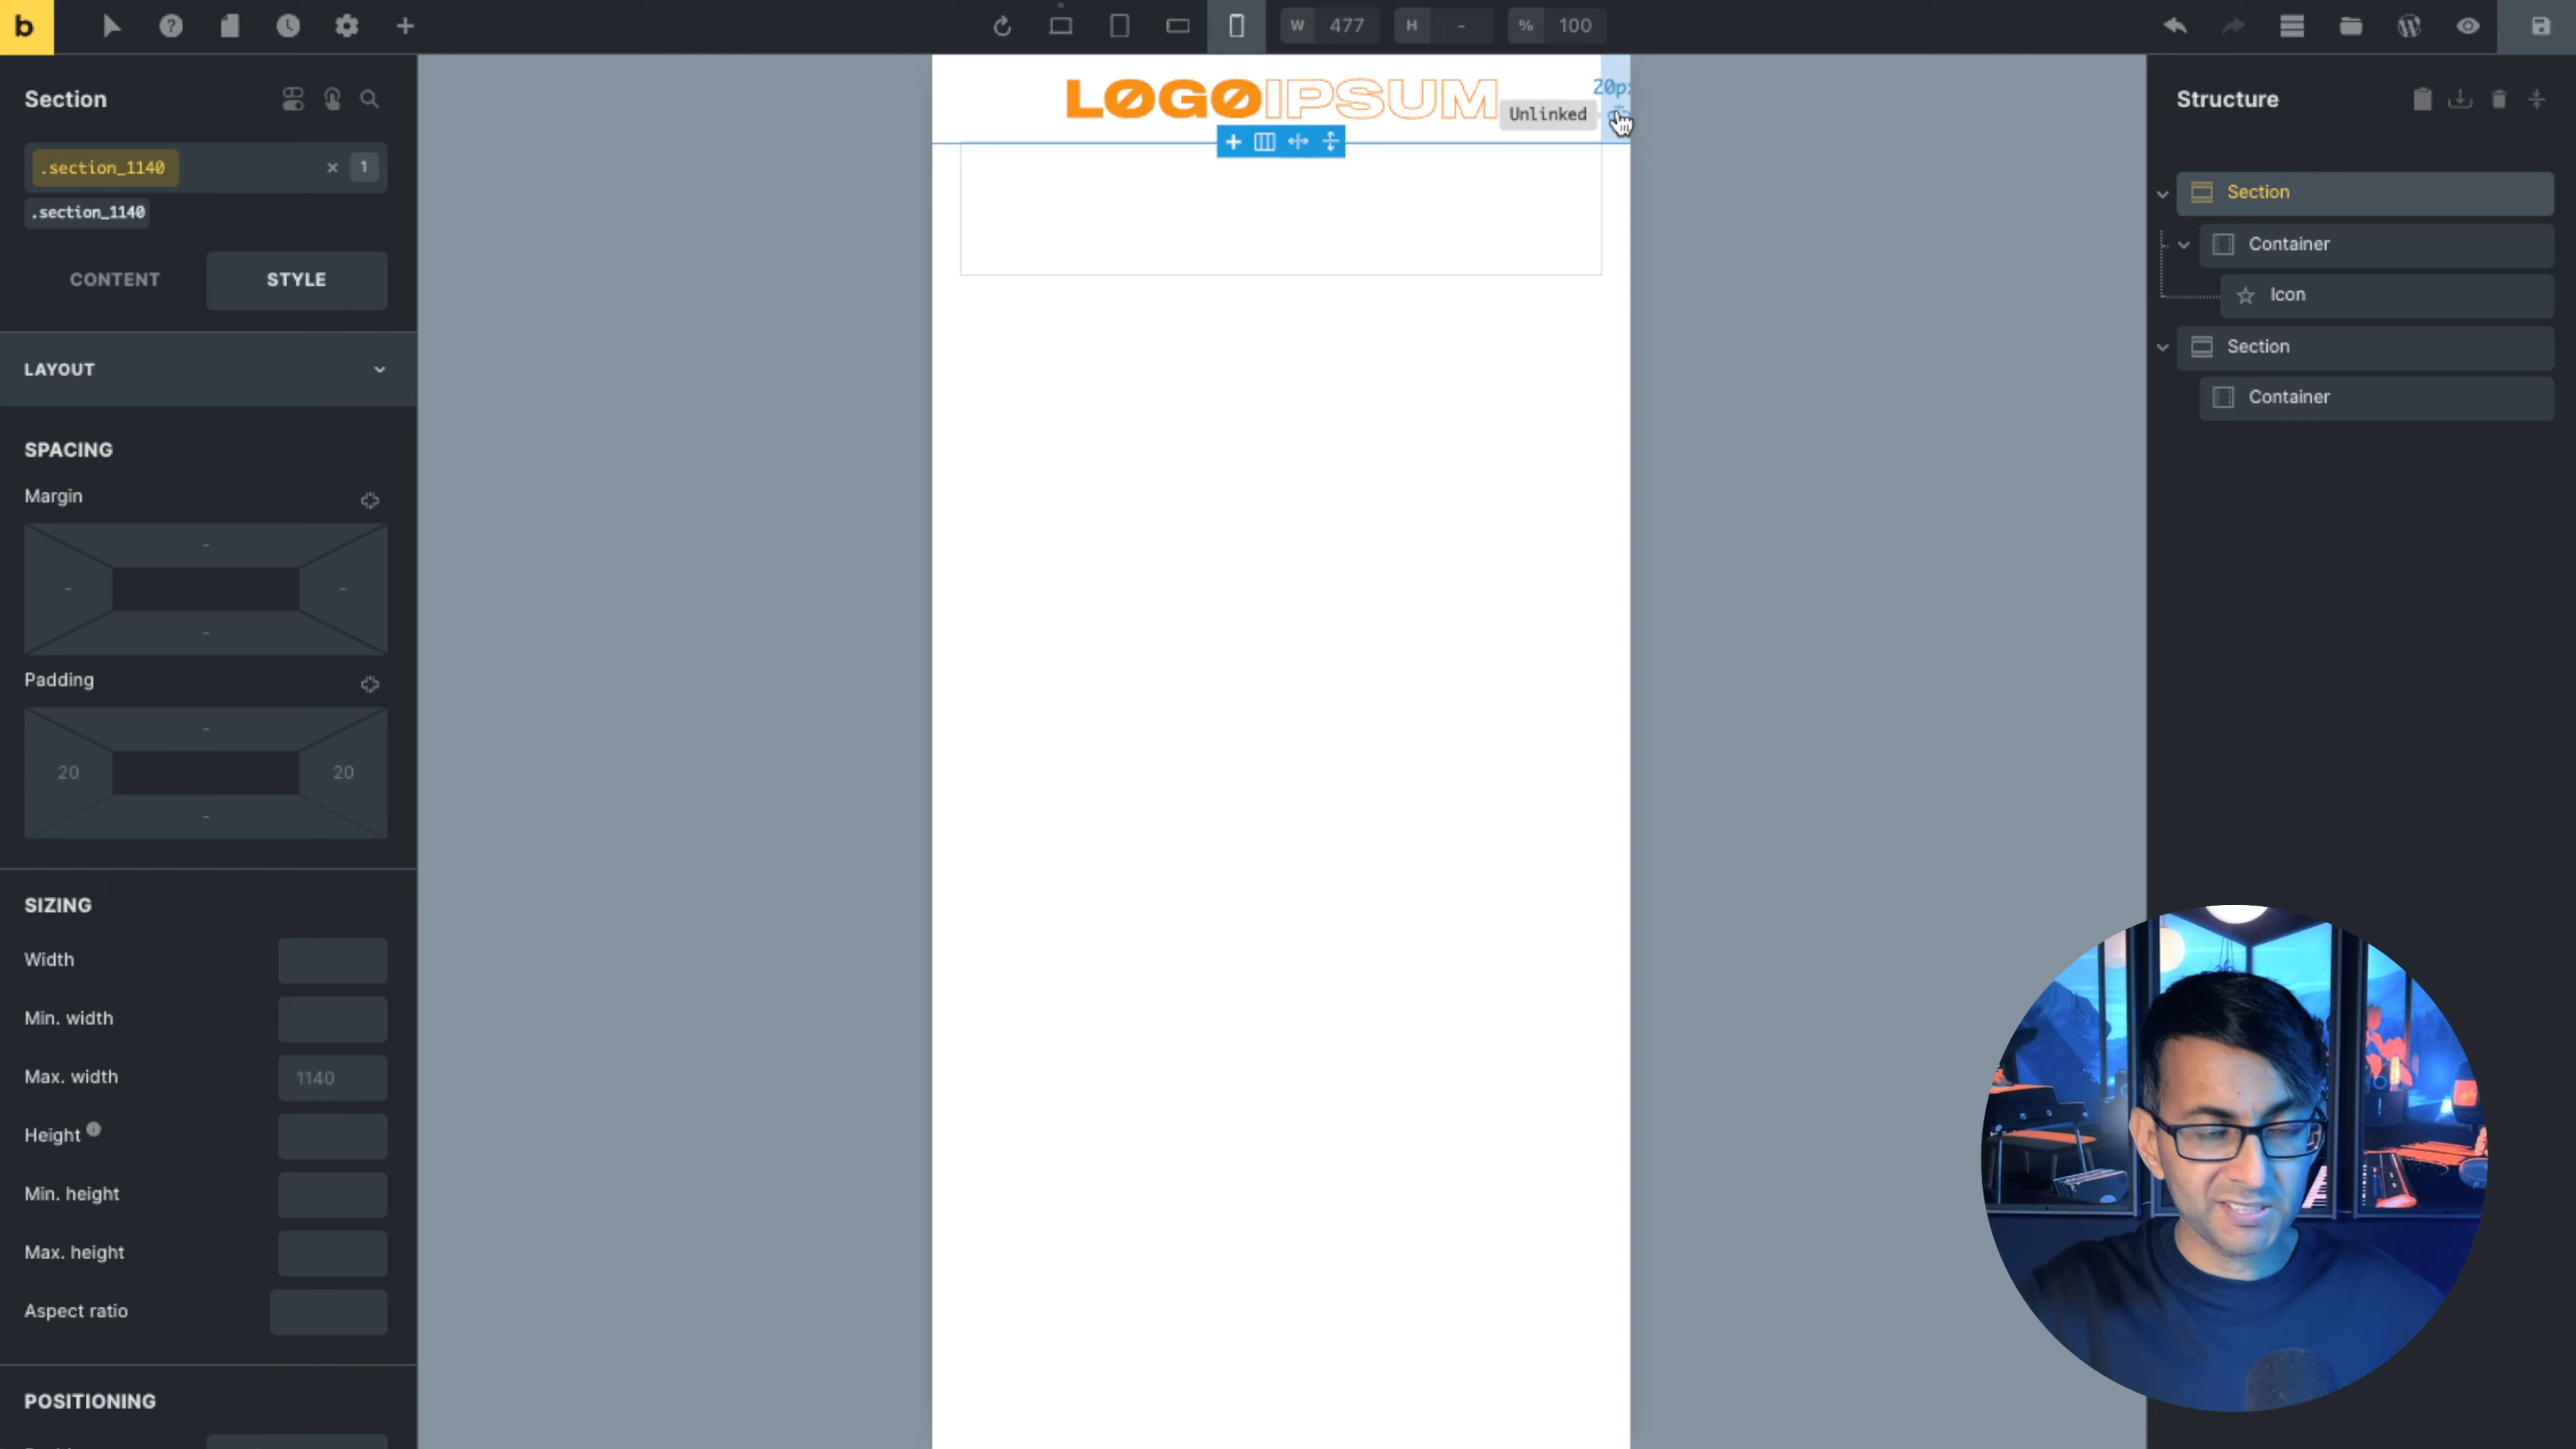 b
W 477 H - % 100
Section
.section_1140 × 1
.section_1140
CONTENT STYLE
LAYOUT
SPACING
Margin
-
- -
-
Padding
-
20 20
-
SIZING
Width
Min. width
Max. width 1140
Height
Min. height
Max. height
Aspect ratio
POSITIONING
LOGOIPSUM
20px
Unlinked
Structure
Section
Container
Icon
Section
Container